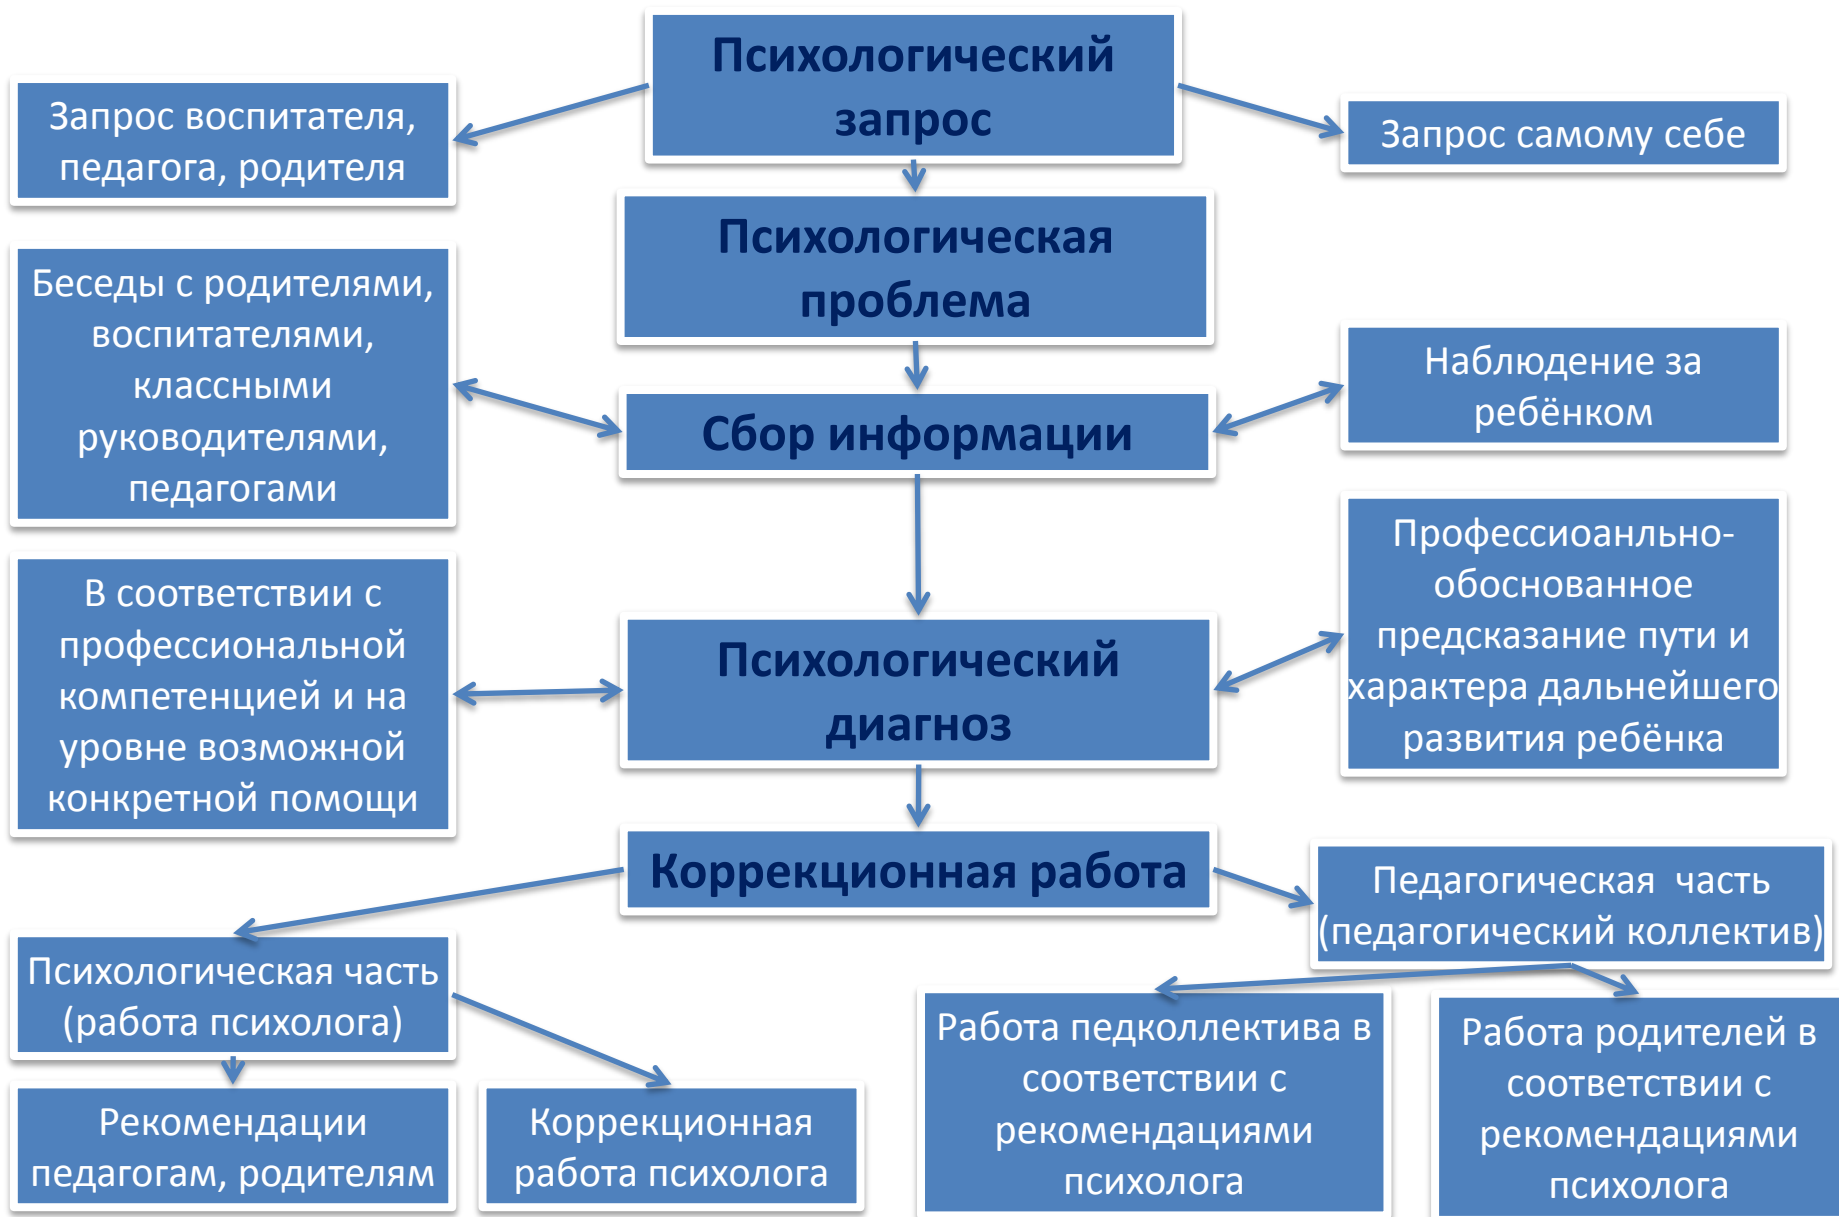 Психологический
запрос
Запрос воспитателя,
педагога, родителя
Запрос самому себе
Психологическая
проблема
Беседы с родителями,
воспитателями,
классными
руководителями,
педагогами
Сбор информации
Наблюдение за
ребёнком
В соответствии с
профессиональной
компетенцией и на
уровне возможной
конкретной помощи
Психологический
диагноз
Профессиоанльно-
обоснованное
предсказание пути и
характера дальнейшего
развития ребёнка
Коррекционная работа
Психологическая часть
(работа психолога)
Педагогическая часть
(педагогический коллектив)
Рекомендации
педагогам, родителям
Коррекционная
работа психолога
Работа педколлектива в
соответствии с
рекомендациями
психолога
Работа родителей в
соответствии с
рекомендациями
психолога